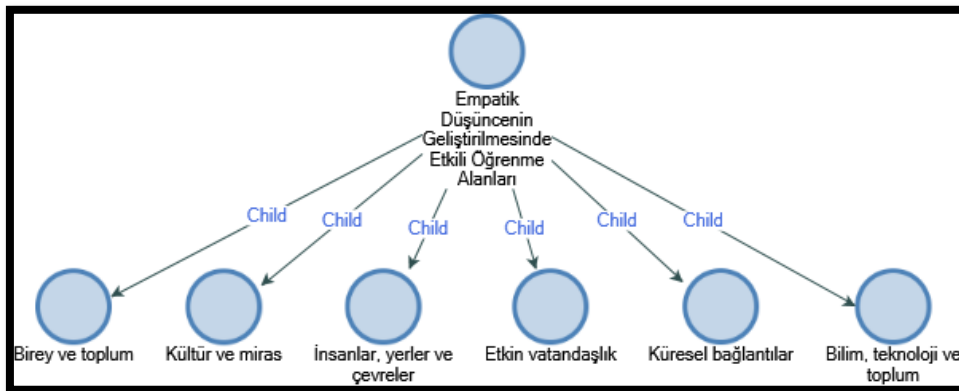 Empatik
Düşüncenin
Geliştirilmesinde
Etkili Öğrenme
Alanları
Child
Child
Child
Child
Child
Child
Birey ve toplum
Kültür ve miras
İnsanlar, yerler ve
çevreler
Etkin vatandaşlık
Küresel bağlantılar
Bilim, teknoloji ve
toplum